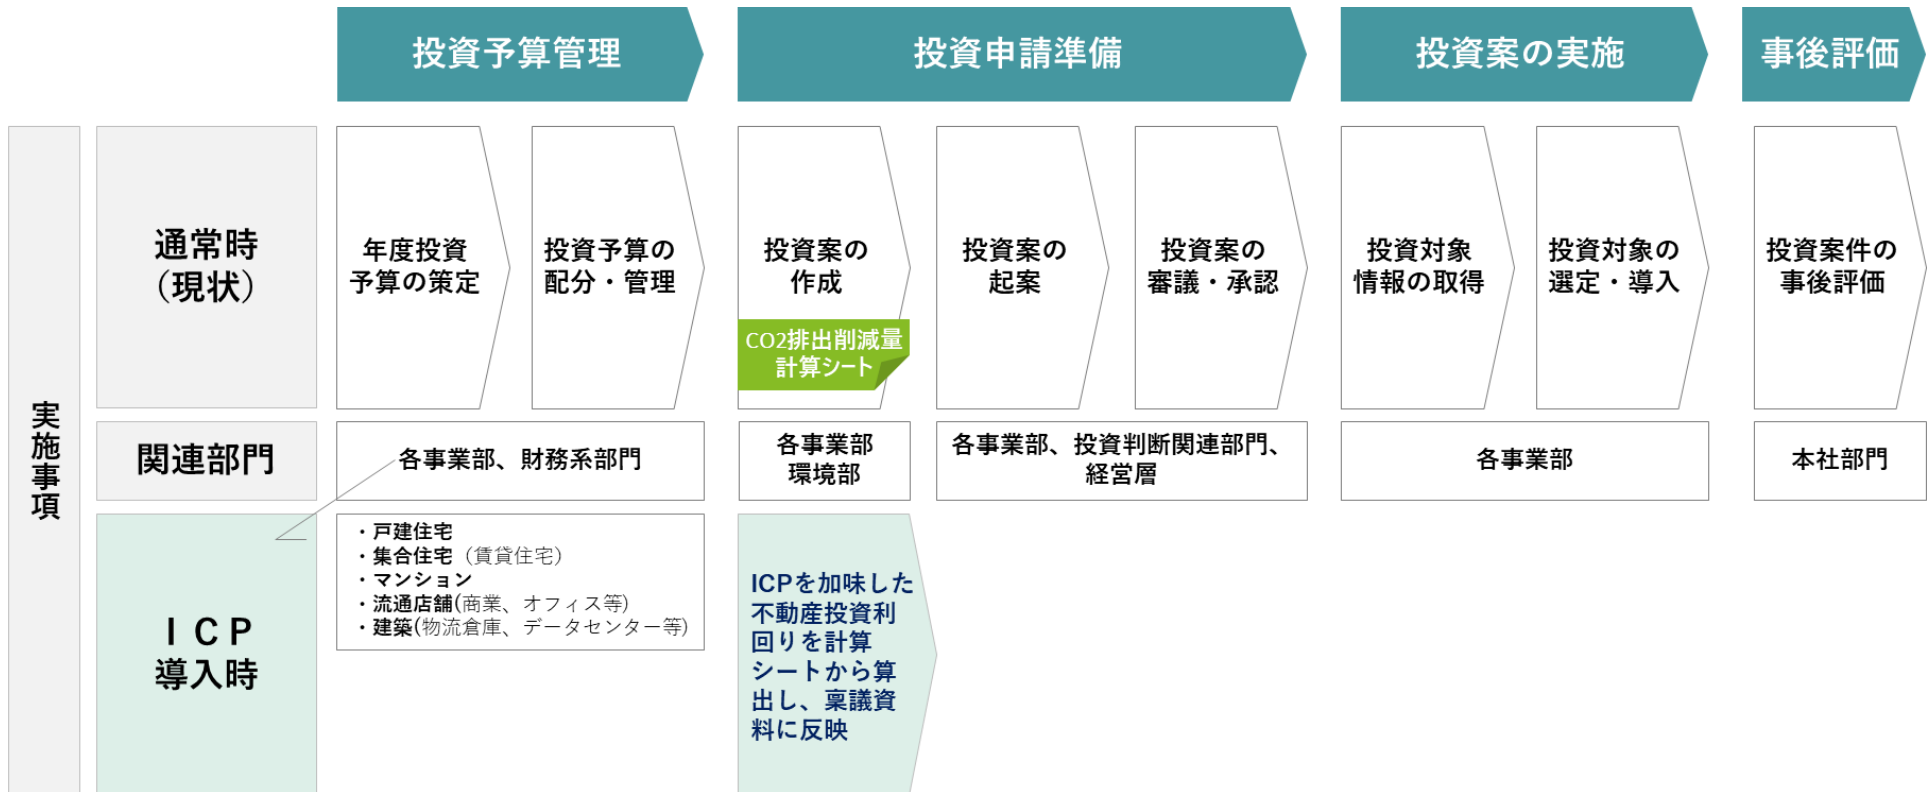 投資予算管理
投資申請準備
投資案の実施
事後評価
実施事項
通常時
（現状）
年度投資
予算の策定
投資予算の
配分・管理
投資案の
作成
CO2排出削減量
計算シート
投資案の
起案
投資案の
審議・承認
投資対象
情報の取得
投資対象の
選定・導入
投資案件の
事後評価
関連部門
各事業部、財務系部門
各事業部
環境部
各事業部、投資判断関連部門、
経営層
各事業部
本社部門
ＩＣＰ
導入時
・戸建住宅
・集合住宅（賃貸住宅）
・マンション
・流通店舗(商業、オフィス等)
・建築(物流倉庫、データセンター等)
ICPを加味した
不動産投資利
回りを計算
シートから算
出し、稟議資
料に反映